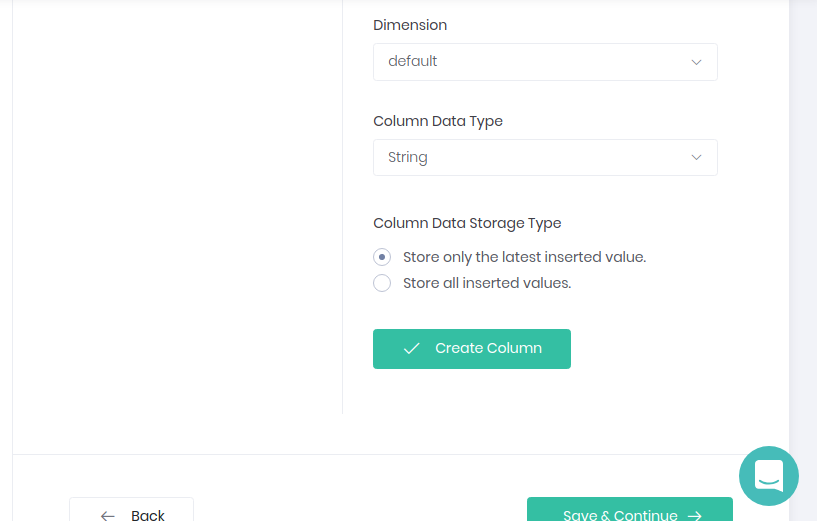 Dimension
default
Column Data Type
String
Column Data Storage Type
Store only the latest inserted value.
Store all inserted values.
Create Column
Back
Save & Continue